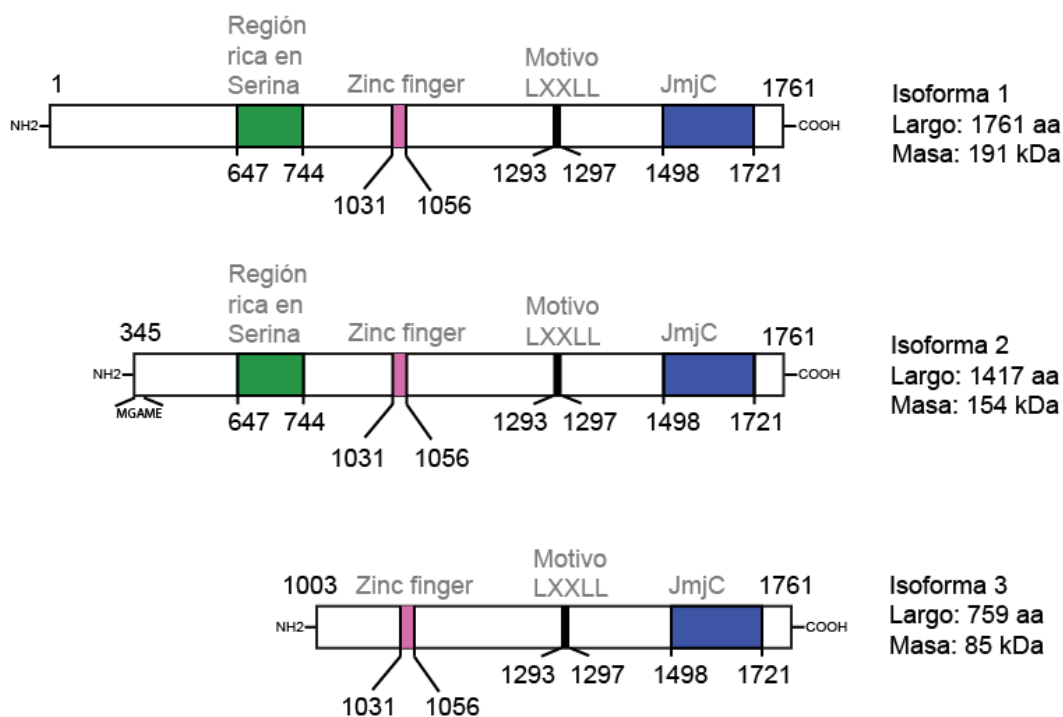 Región
rica en
Serina
Zinc finger
Motivo
LXXLL
JmjC
1
1761
NH2
COOH
647 744
1031 1056
1293 1297
1498 1721
Isoforma 1
Largo: 1761 aa
Masa: 191 kDa
Región
rica en
Serina
Zinc finger
Motivo
LXXLL
JmjC
345
1761
NH2
COOH
MGAME
647 744
1031 1056
1293 1297
1498 1721
Isoforma 2
Largo: 1417 aa
Masa: 154 kDa
Motivo
LXXLL
1003 Zinc finger
JmjC
1761
NH2
COOH
1031 1056
1293 1297
1498 1721
Isoforma 3
Largo: 759 aa
Masa: 85 kDa